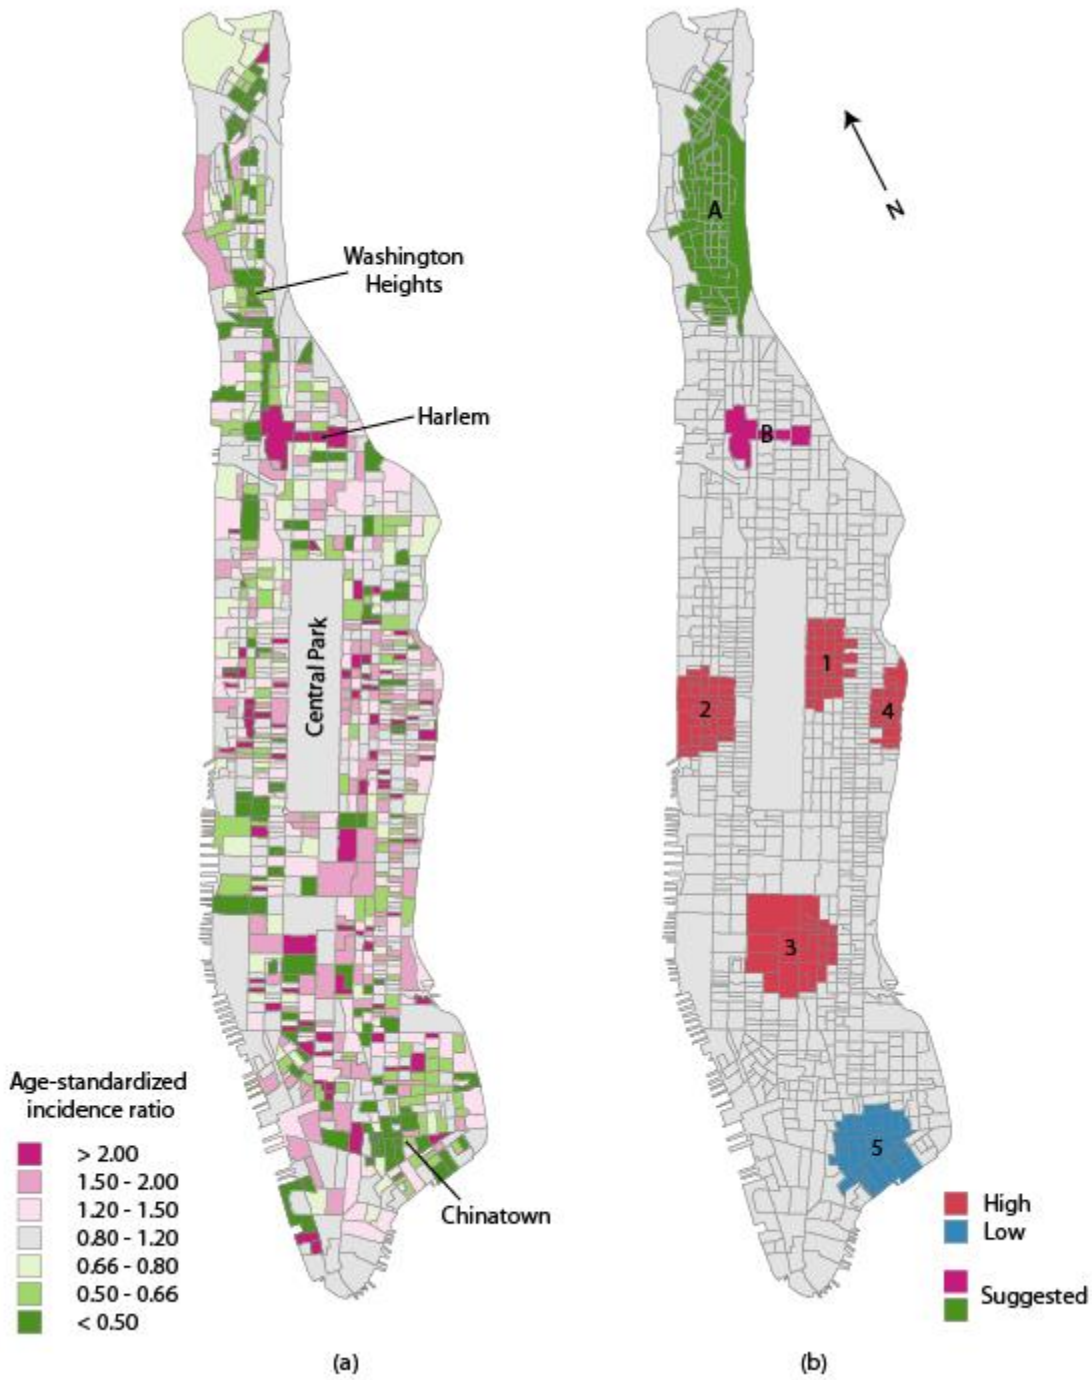 Washington
Heights
Harlem
Central Park
Chinatown
Age-standardized
incidence ratio
> 2.00
1.50 - 2.00
1.20 - 1.50
0.80 - 1.20
0.66 - 0.80
0.50 - 0.66
< 0.50
(a)
N
A
B
1
2
4
3
5
High
Low
Suggested
(b)